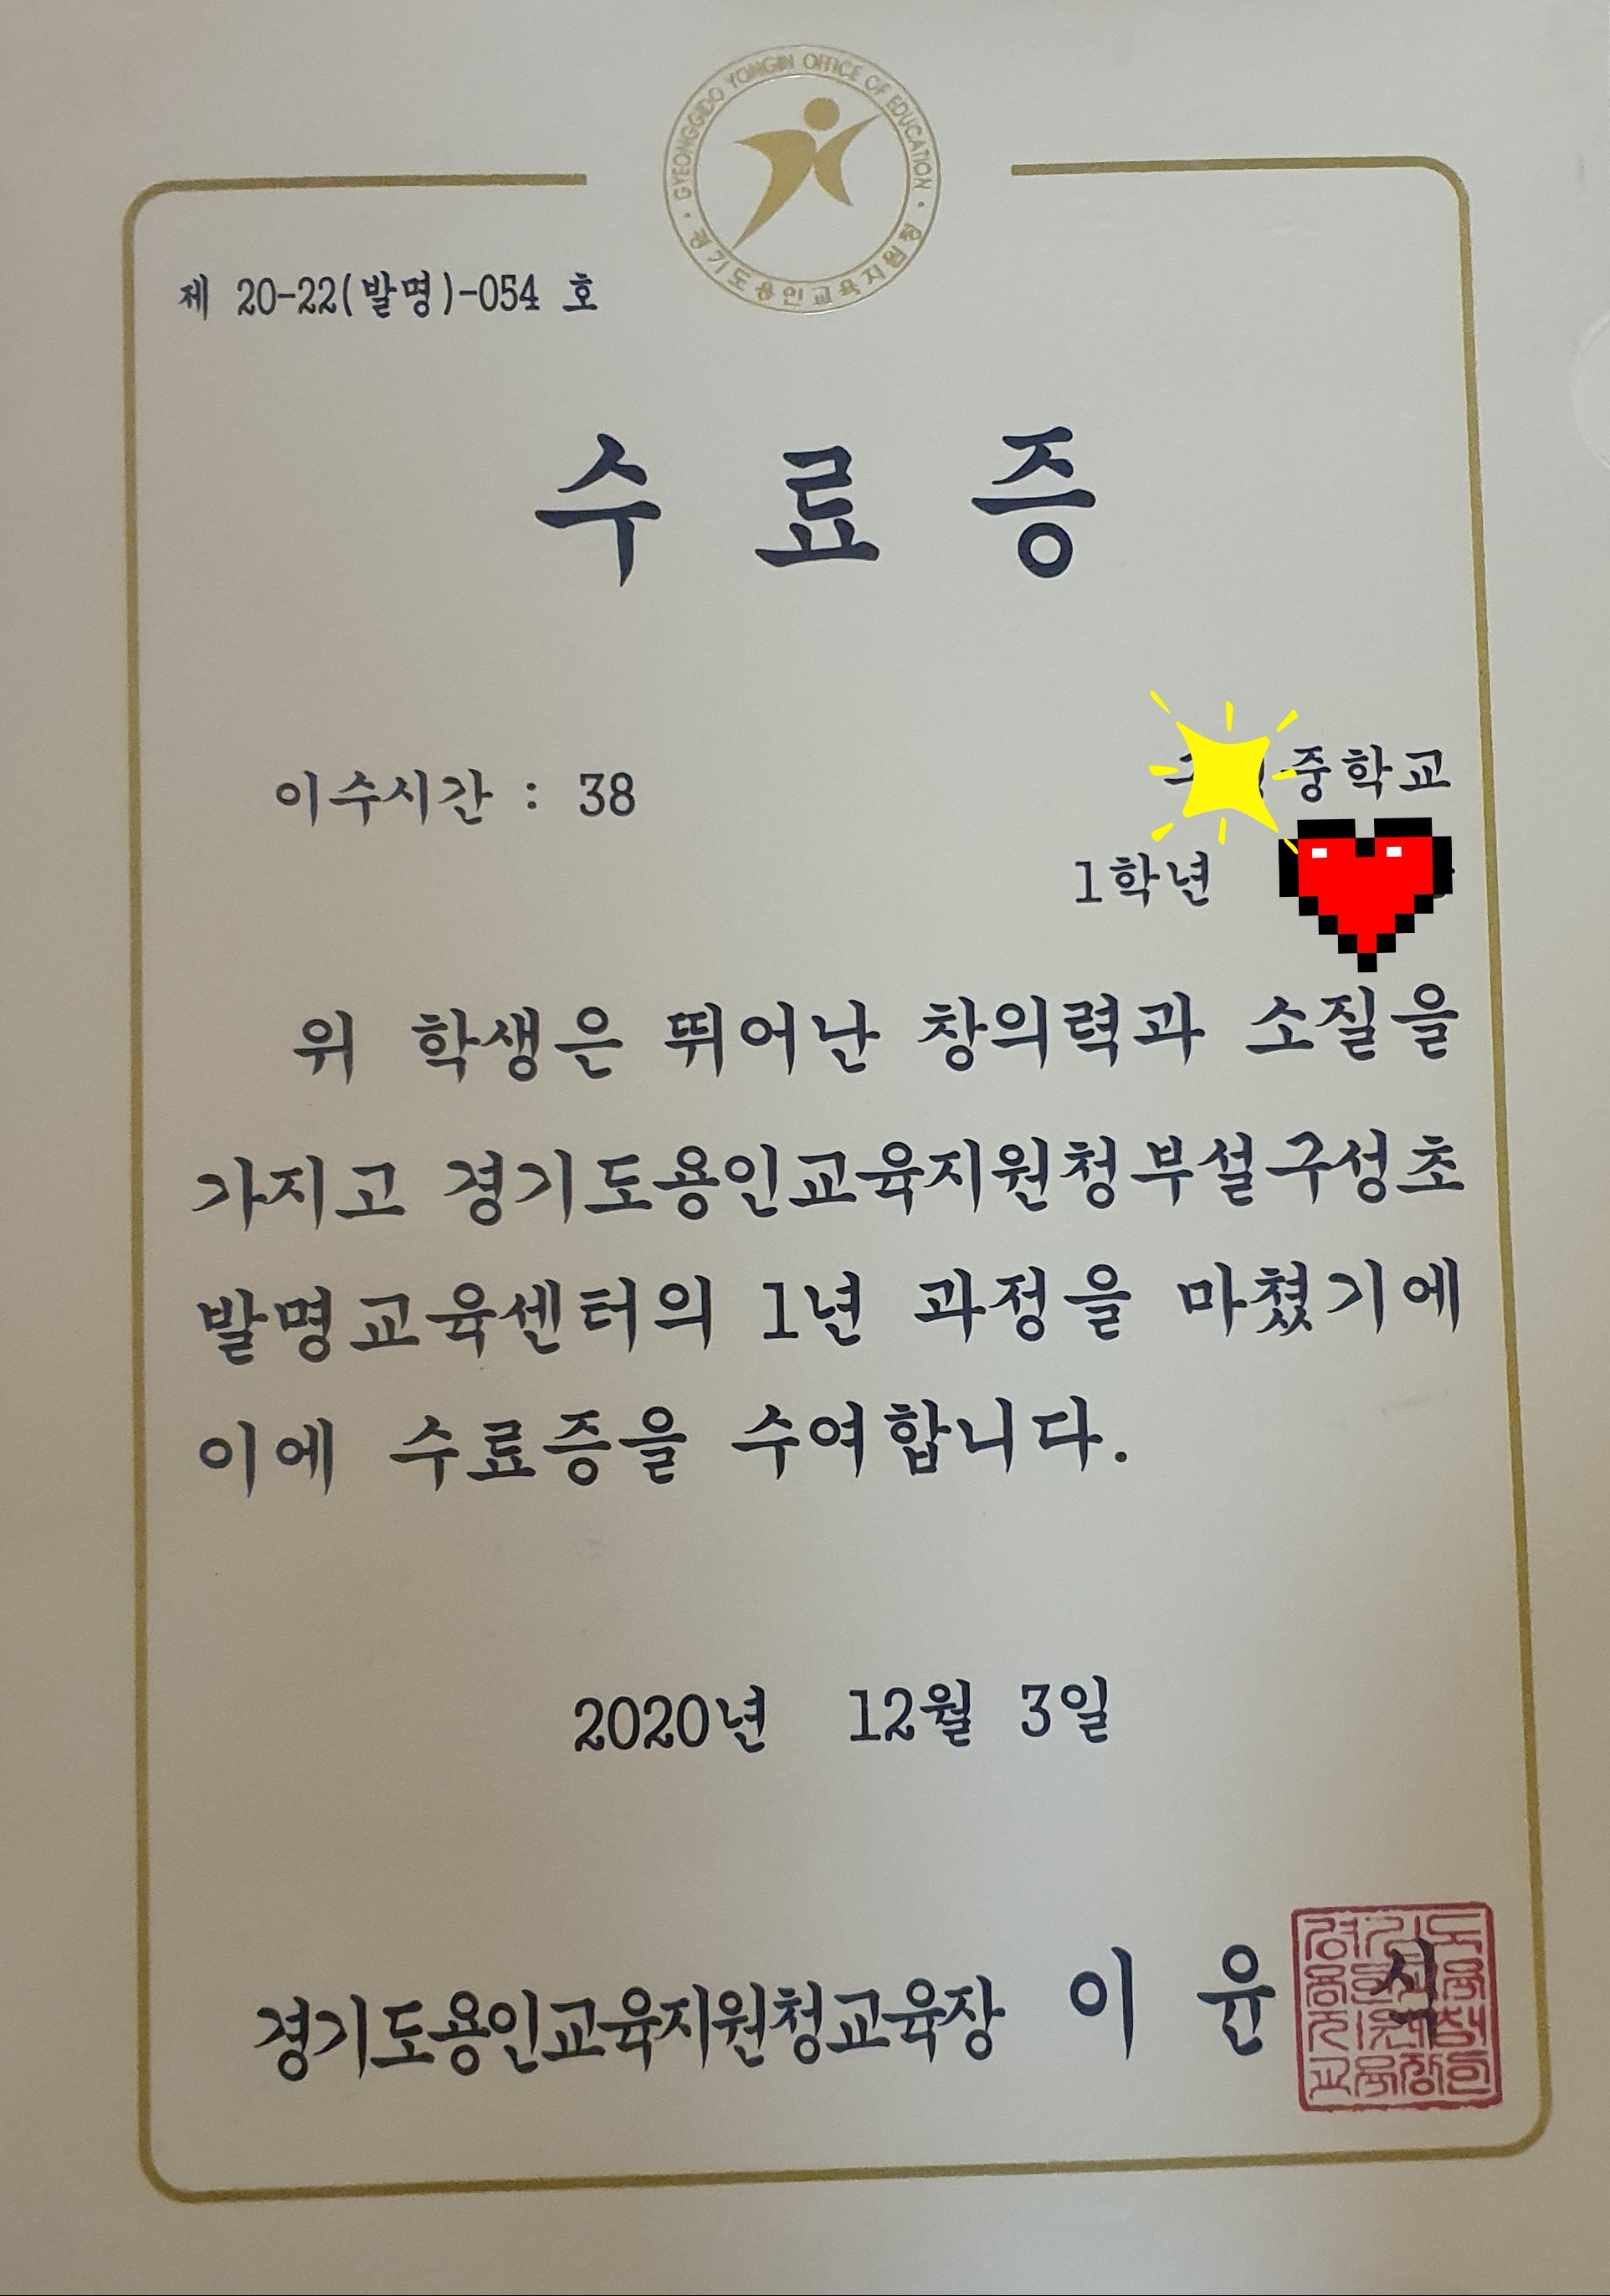 GYEONGGIDO YONGIN OFFICE OF EDUCATION
경기도용인교육지원청
제 20-22(발명)-054 호
수 료 증
이수시간 : 38
중학교
1학년
위 학생은 뛰어난 창의력과 소질을
가지고 경기도용인교육지원청부설구성초
발명교육센터의 1년 과정을 마쳤기에
이에 수료증을 수여합니다.
2020년 12월 3일
경기도용인교육지원청교육장 이 윤 식